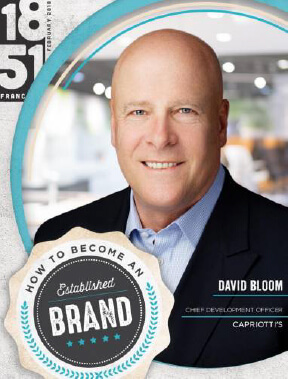 18
51
FRANC
FEBRUARY 2018
HOW TO BECOME AN
Established
BRAND
DAVID BLOOM
CHIEF DEVELOPMENT OFFICER
CAPRIOTTI'S